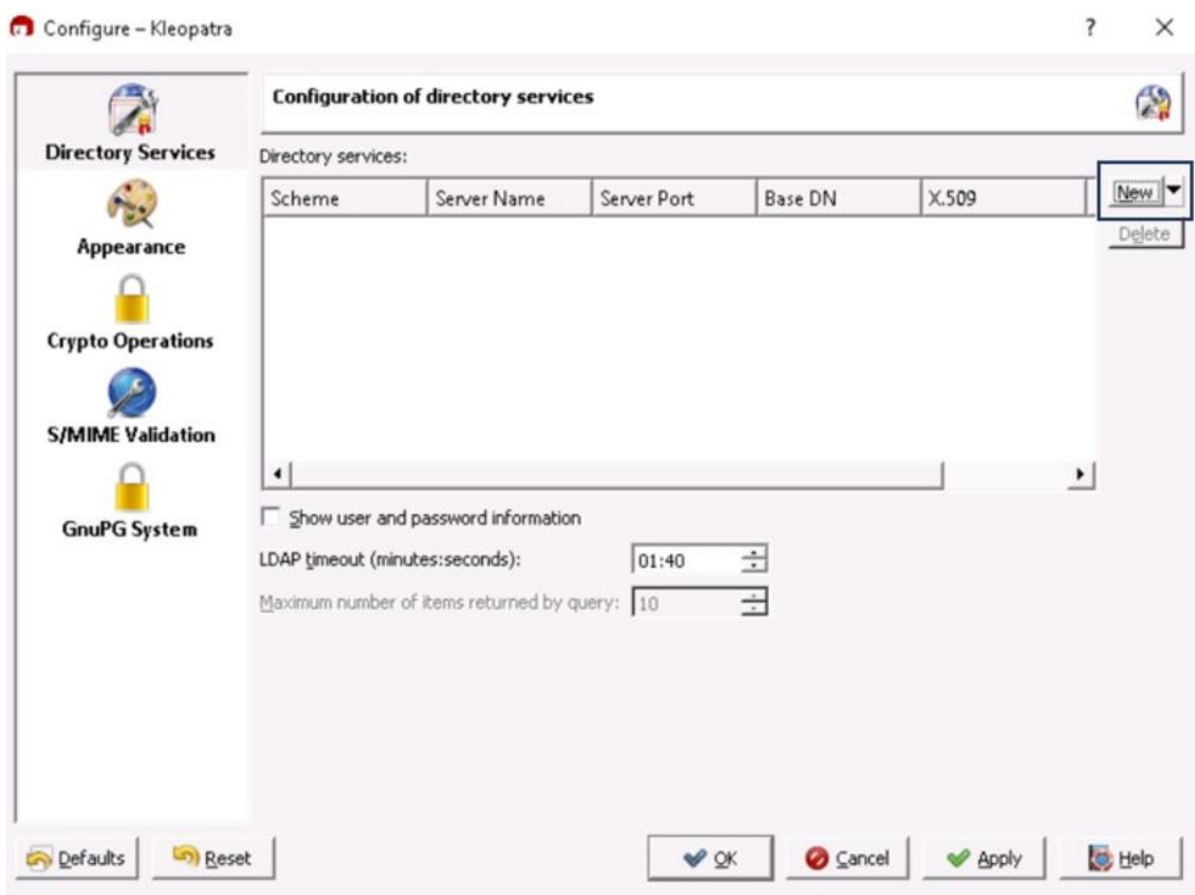 Configure – Kleopatra
?
Configuration of directory services
Directory Services
Directory services:
Scheme Server Name Server Port Base DN X.509
New
Delete
Appearance
Crypto Operations
S/MIME Validation
GnuPG System
Show user and password information
LDAP timeout (minutes:seconds): 01:40
Maximum number of items returned by query: 10
Defaults Reset OK Cancel Apply Help